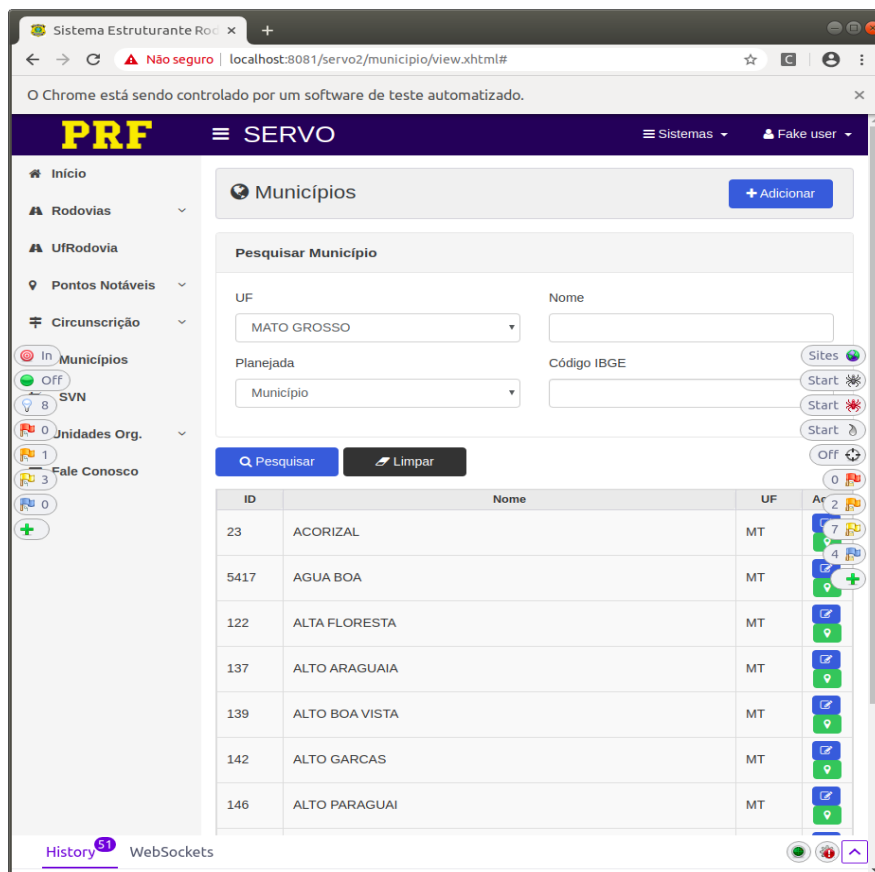 Sistema Estruturante Rod
Não seguro | localhost:8081/servo2/municipio/view.xhtml#
O Chrome está sendo controlado por um software de teste automatizado.
PRF
SERVO
Sistemas
Fake user
Início
Rodovias
UfRodovia
Pontos Notáveis
Circunscrição
Municípios
SVN
Unidades Org.
Fale Conosco
In
Off
8
0
1
3
0
Municípios
Adicionar
Pesquisar Município
UF
Nome
MATO GROSSO
Planejada
Código IBGE
Município
Pesquisar
Limpar
ID Nome UF
23 ACORIZAL MT
5417 AGUA BOA MT
122 ALTA FLORESTA MT
137 ALTO ARAGUAIA MT
139 ALTO BOA VISTA MT
142 ALTO GARCAS MT
146 ALTO PARAGUAI MT
Sites
Start
Start
Start
Off
0
2
7
4
History 51 WebSockets